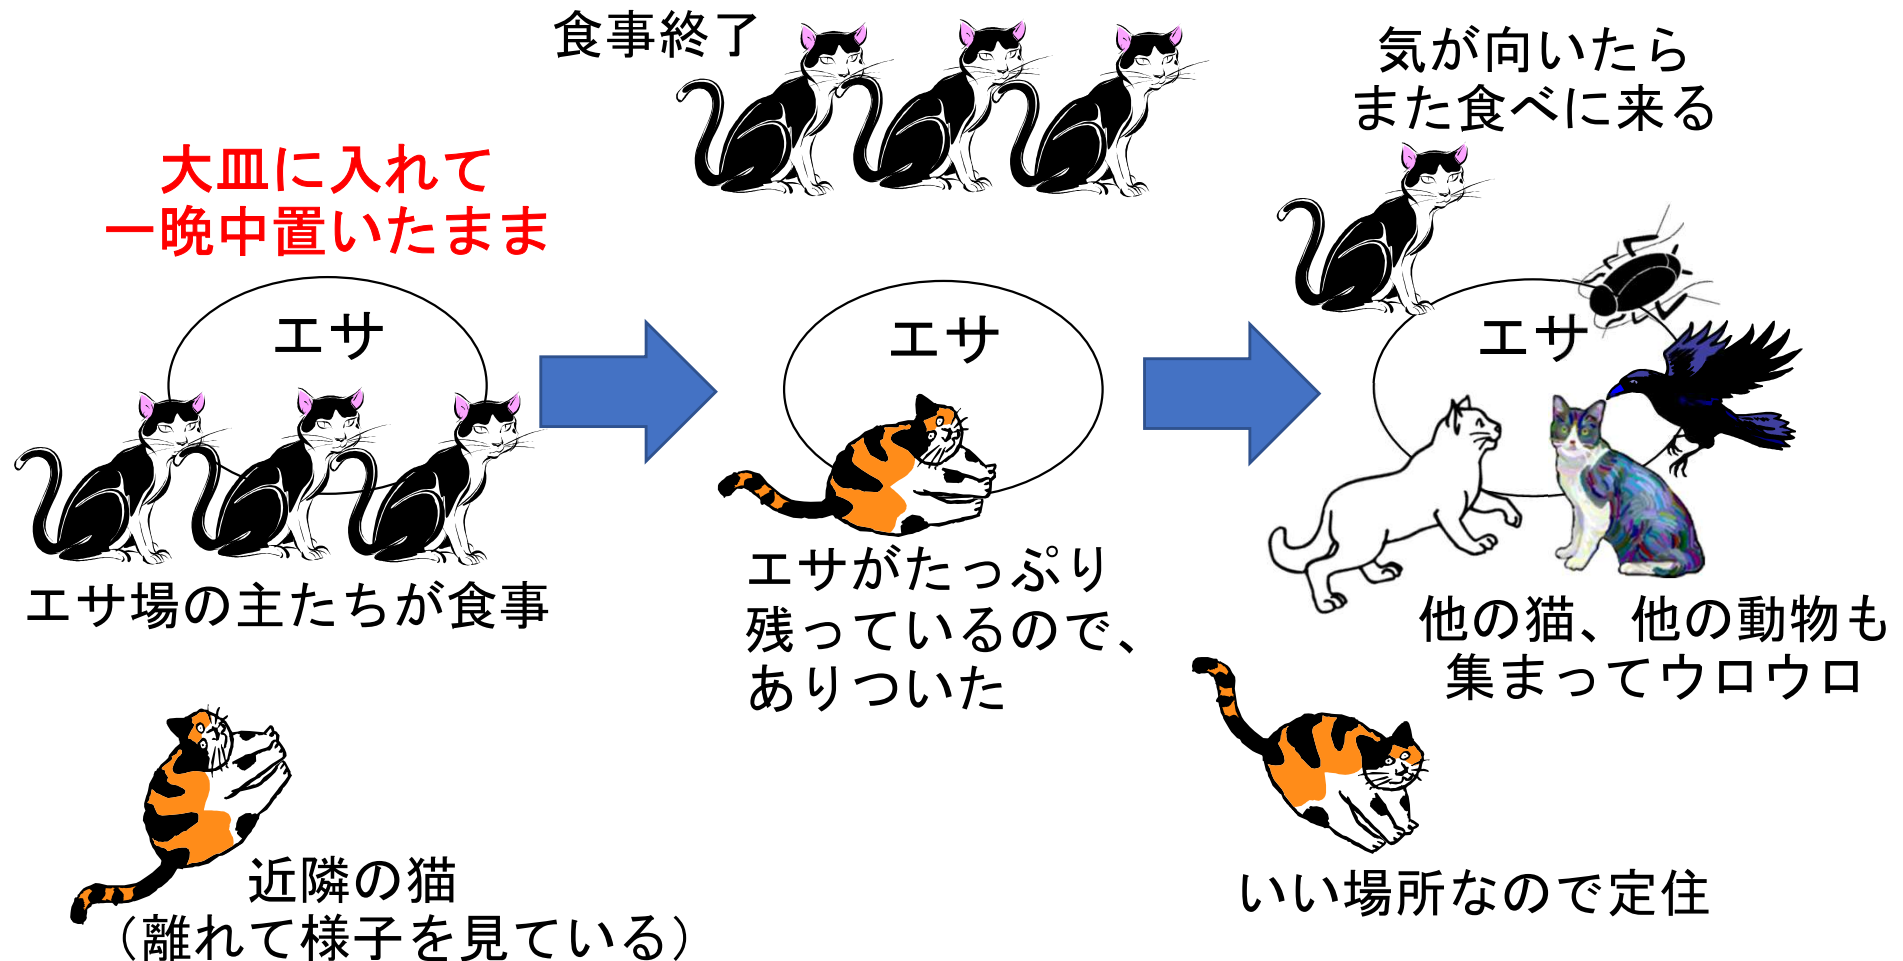 大皿に入れて
一晩中置いたまま
エサ
エサ場の主たちが食事
近隣の猫
（離れて様子を見ている）
食事終了
エサ
エサがたっぷり
残っているので、
ありついた
気が向いたら
また食べに来る
エサ
他の猫、他の動物も
集まってウロウロ
いい場所なので定住